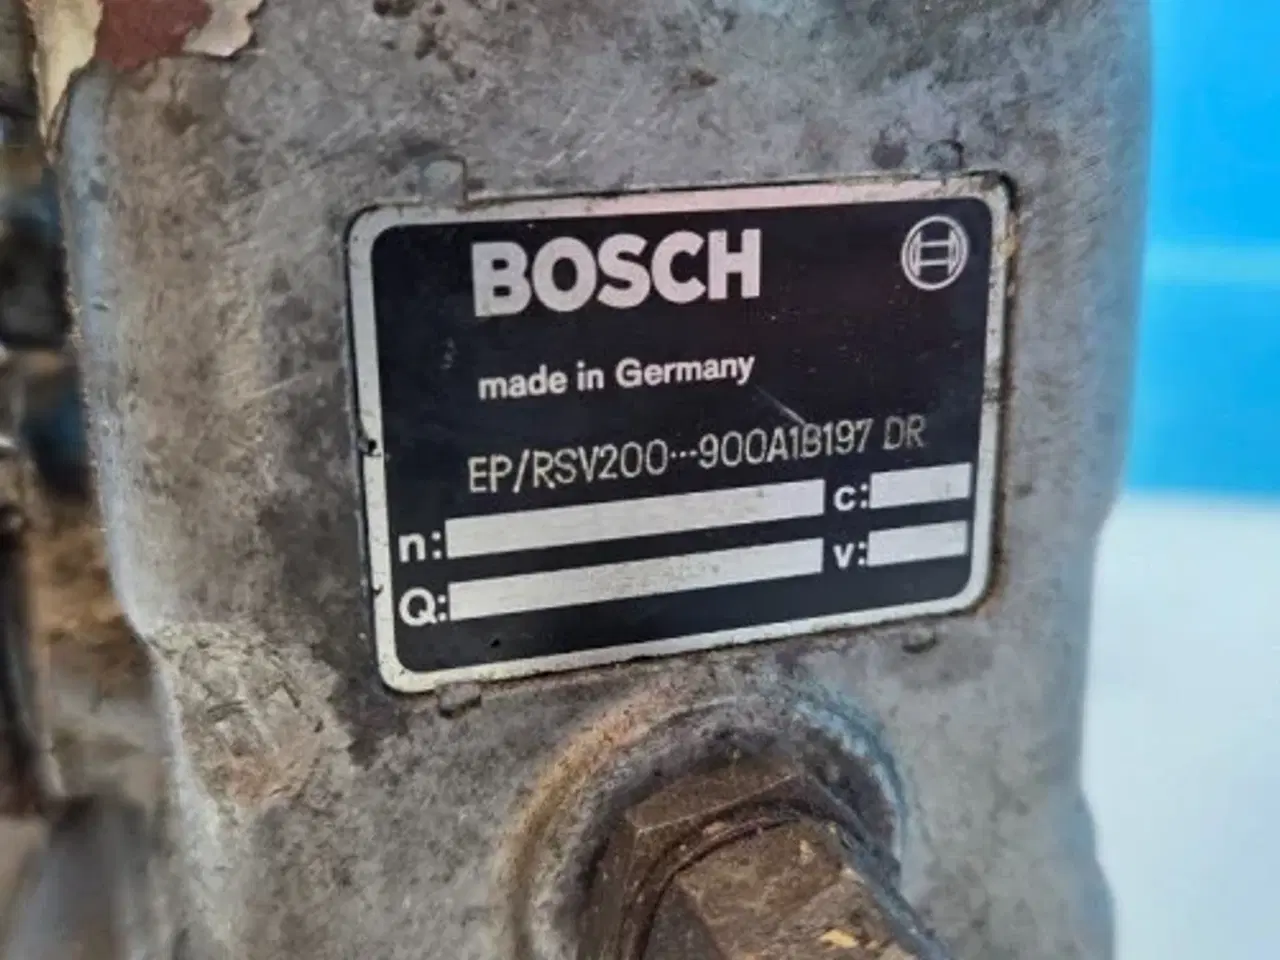 BOSCH
made in Germany
EP/RSV200···900A1B197 DR
n: c:
Q: v: